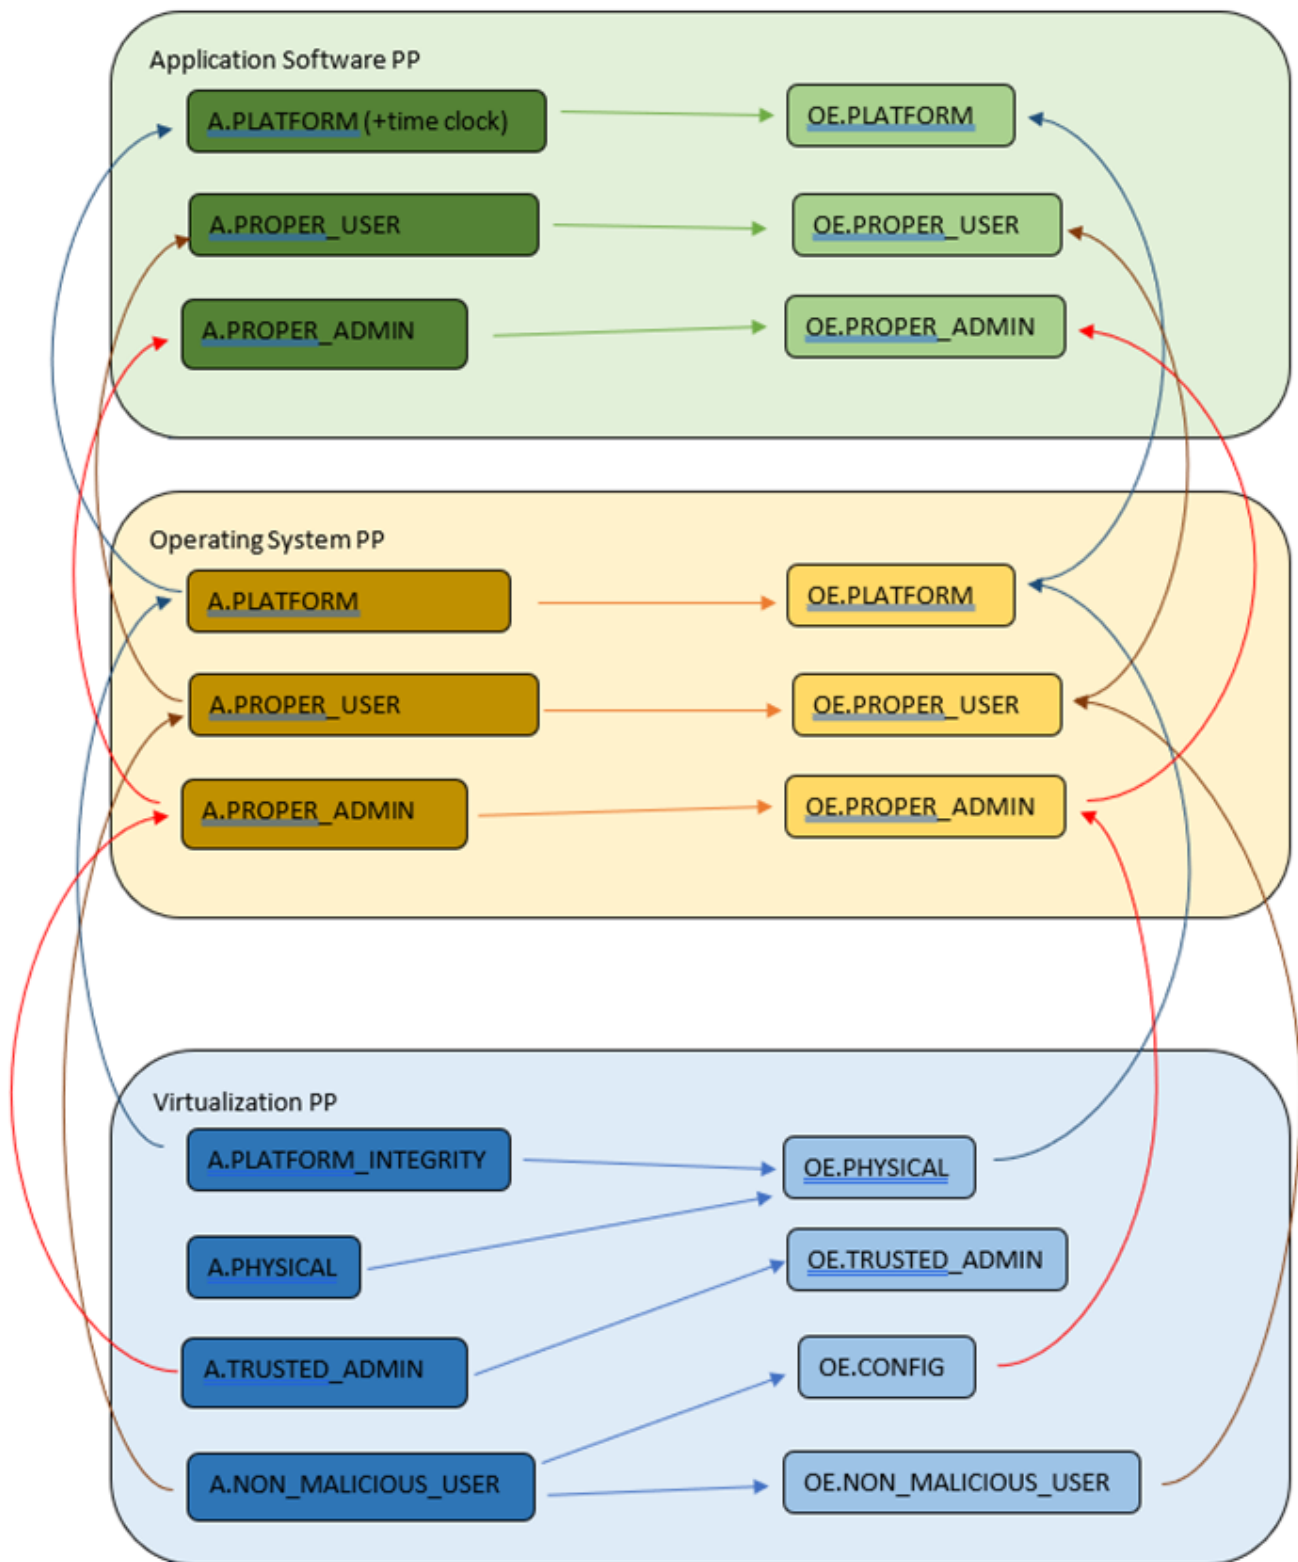 Application Software PP
A.PLATFORM (+time clock)
OE.PLATFORM
A.PROPER_USER
OE.PROPER_USER
A.PROPER_ADMIN
OE.PROPER_ADMIN
Operating System PP
A.PLATFORM
OE.PLATFORM
A.PROPER_USER
OE.PROPER_USER
A.PROPER_ADMIN
OE.PROPER_ADMIN
Virtualization PP
A.PLATFORM_INTEGRITY
OE.PHYSICAL
A.PHYSICAL
OE.TRUSTED_ADMIN
A.TRUSTED_ADMIN
OE.CONFIG
A.NON_MALICIOUS_USER
OE.NON_MALICIOUS_USER